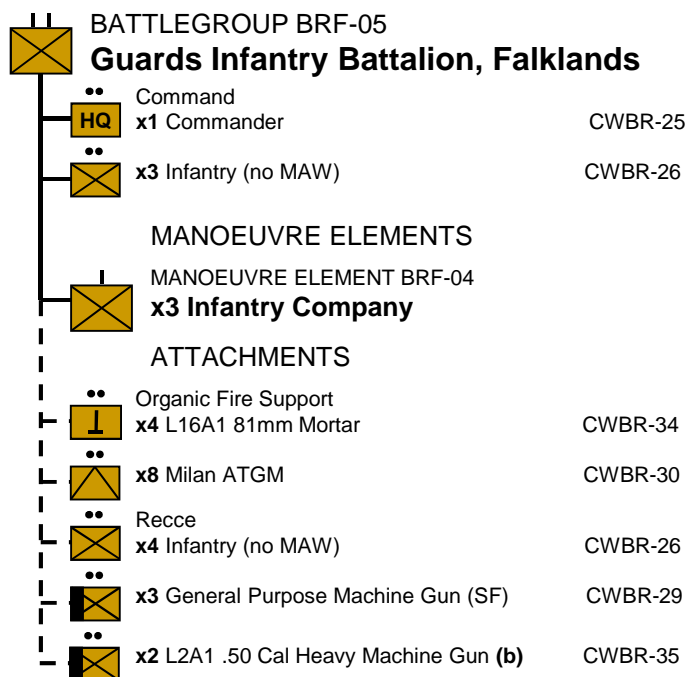 BATTLEGROUP BRF-05
Guards Infantry Battalion, Falklands
Command
HQ x1 Commander CWBR-25
x3 Infantry (no MAW) CWBR-26
MANOEUVRE ELEMENTS
MANOEUVRE ELEMENT BRF-04
x3 Infantry Company
ATTACHMENTS
Organic Fire Support
x4 L16A1 81mm Mortar CWBR-34
x8 Milan ATGM CWBR-30
Recce
x4 Infantry (no MAW) CWBR-26
x3 General Purpose Machine Gun (SF) CWBR-29
x2 L2A1 .50 Cal Heavy Machine Gun (b) CWBR-35